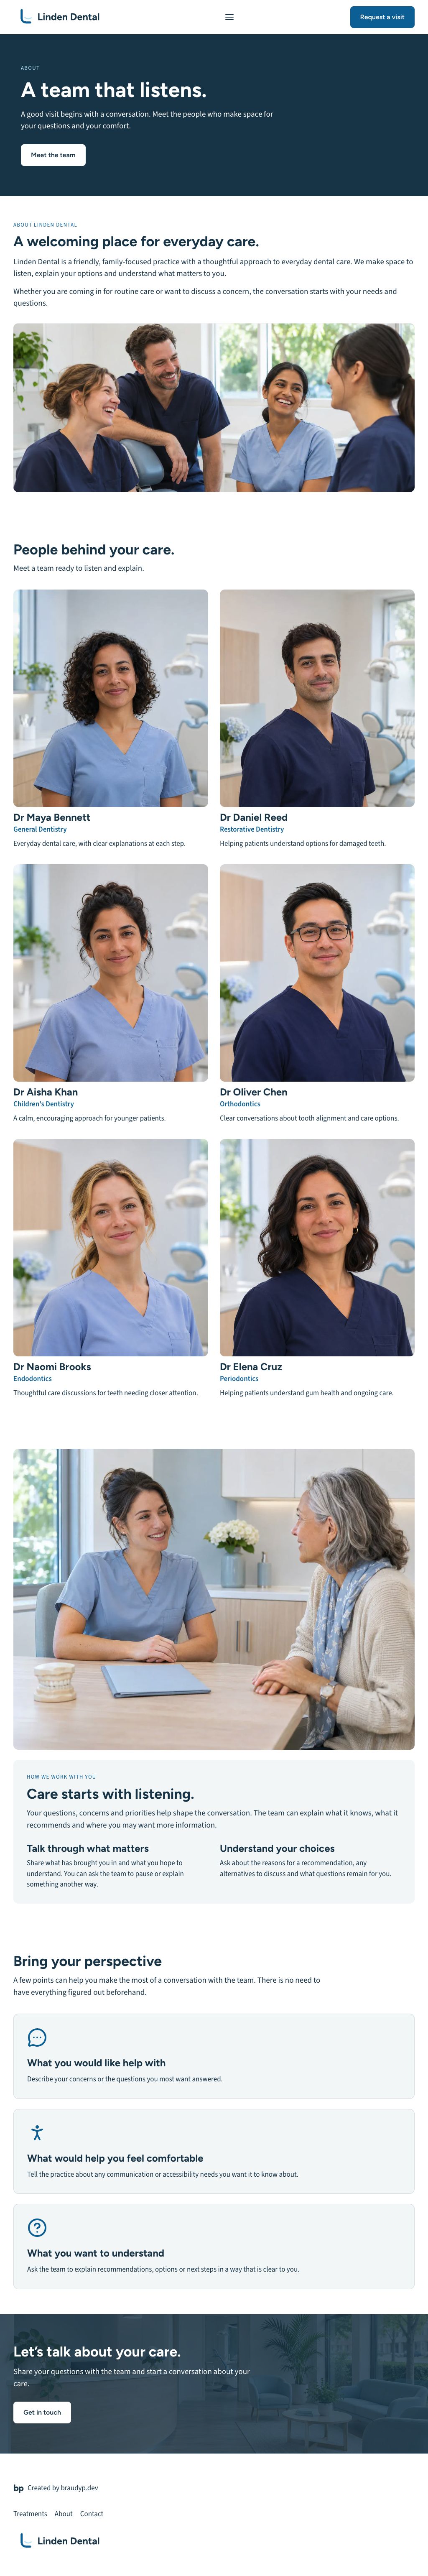 Linden Dental
Request a visit
ABOUT
A team that listens.
A good visit begins with a conversation. Meet the people who make space for
your questions and your comfort.
Meet the team
ABOUT LINDEN DENTAL
A welcoming place for everyday care.
Linden Dental is a friendly, family-focused practice with a thoughtful approach to everyday dental care. We make space to
listen, explain your options and understand what matters to you.
Whether you are coming in for routine care or want to discuss a concern, the conversation starts with your needs and
questions.
People behind your care.
Meet a team ready to listen and explain.
Dr Maya Bennett
General Dentistry
Everyday dental care, with clear explanations at each step.
Dr Daniel Reed
Restorative Dentistry
Helping patients understand options for damaged teeth.
Dr Aisha Khan
Children's Dentistry
A calm, encouraging approach for younger patients.
Dr Oliver Chen
Orthodontics
Clear conversations about tooth alignment and care options.
Dr Naomi Brooks
Endodontics
Thoughtful care discussions for teeth needing closer attention.
Dr Elena Cruz
Periodontics
Helping patients understand gum health and ongoing care.
HOW WE WORK WITH YOU
Care starts with listening.
Your questions, concerns and priorities help shape the conversation. The team can explain what it knows, what it
recommends and where you may want more information.
Talk through what matters
Share what has brought you in and what you hope to
understand. You can ask the team to pause or explain
something another way.
Understand your choices
Ask about the reasons for a recommendation, any
alternatives to discuss and what questions remain for you.
Bring your perspective
A few points can help you make the most of a conversation with the team. There is no need to
have everything figured out beforehand.
What you would like help with
Describe your concerns or the questions you most want answered.
What would help you feel comfortable
Tell the practice about any communication or accessibility needs you want it to know about.
What you want to understand
Ask the team to explain recommendations, options or next steps in a way that is clear to you.
Let's talk about your care.
Share your questions with the team and start a conversation about your
care.
Get in touch
bp Created by braudyp.dev
Treatments About Contact
Linden Dental